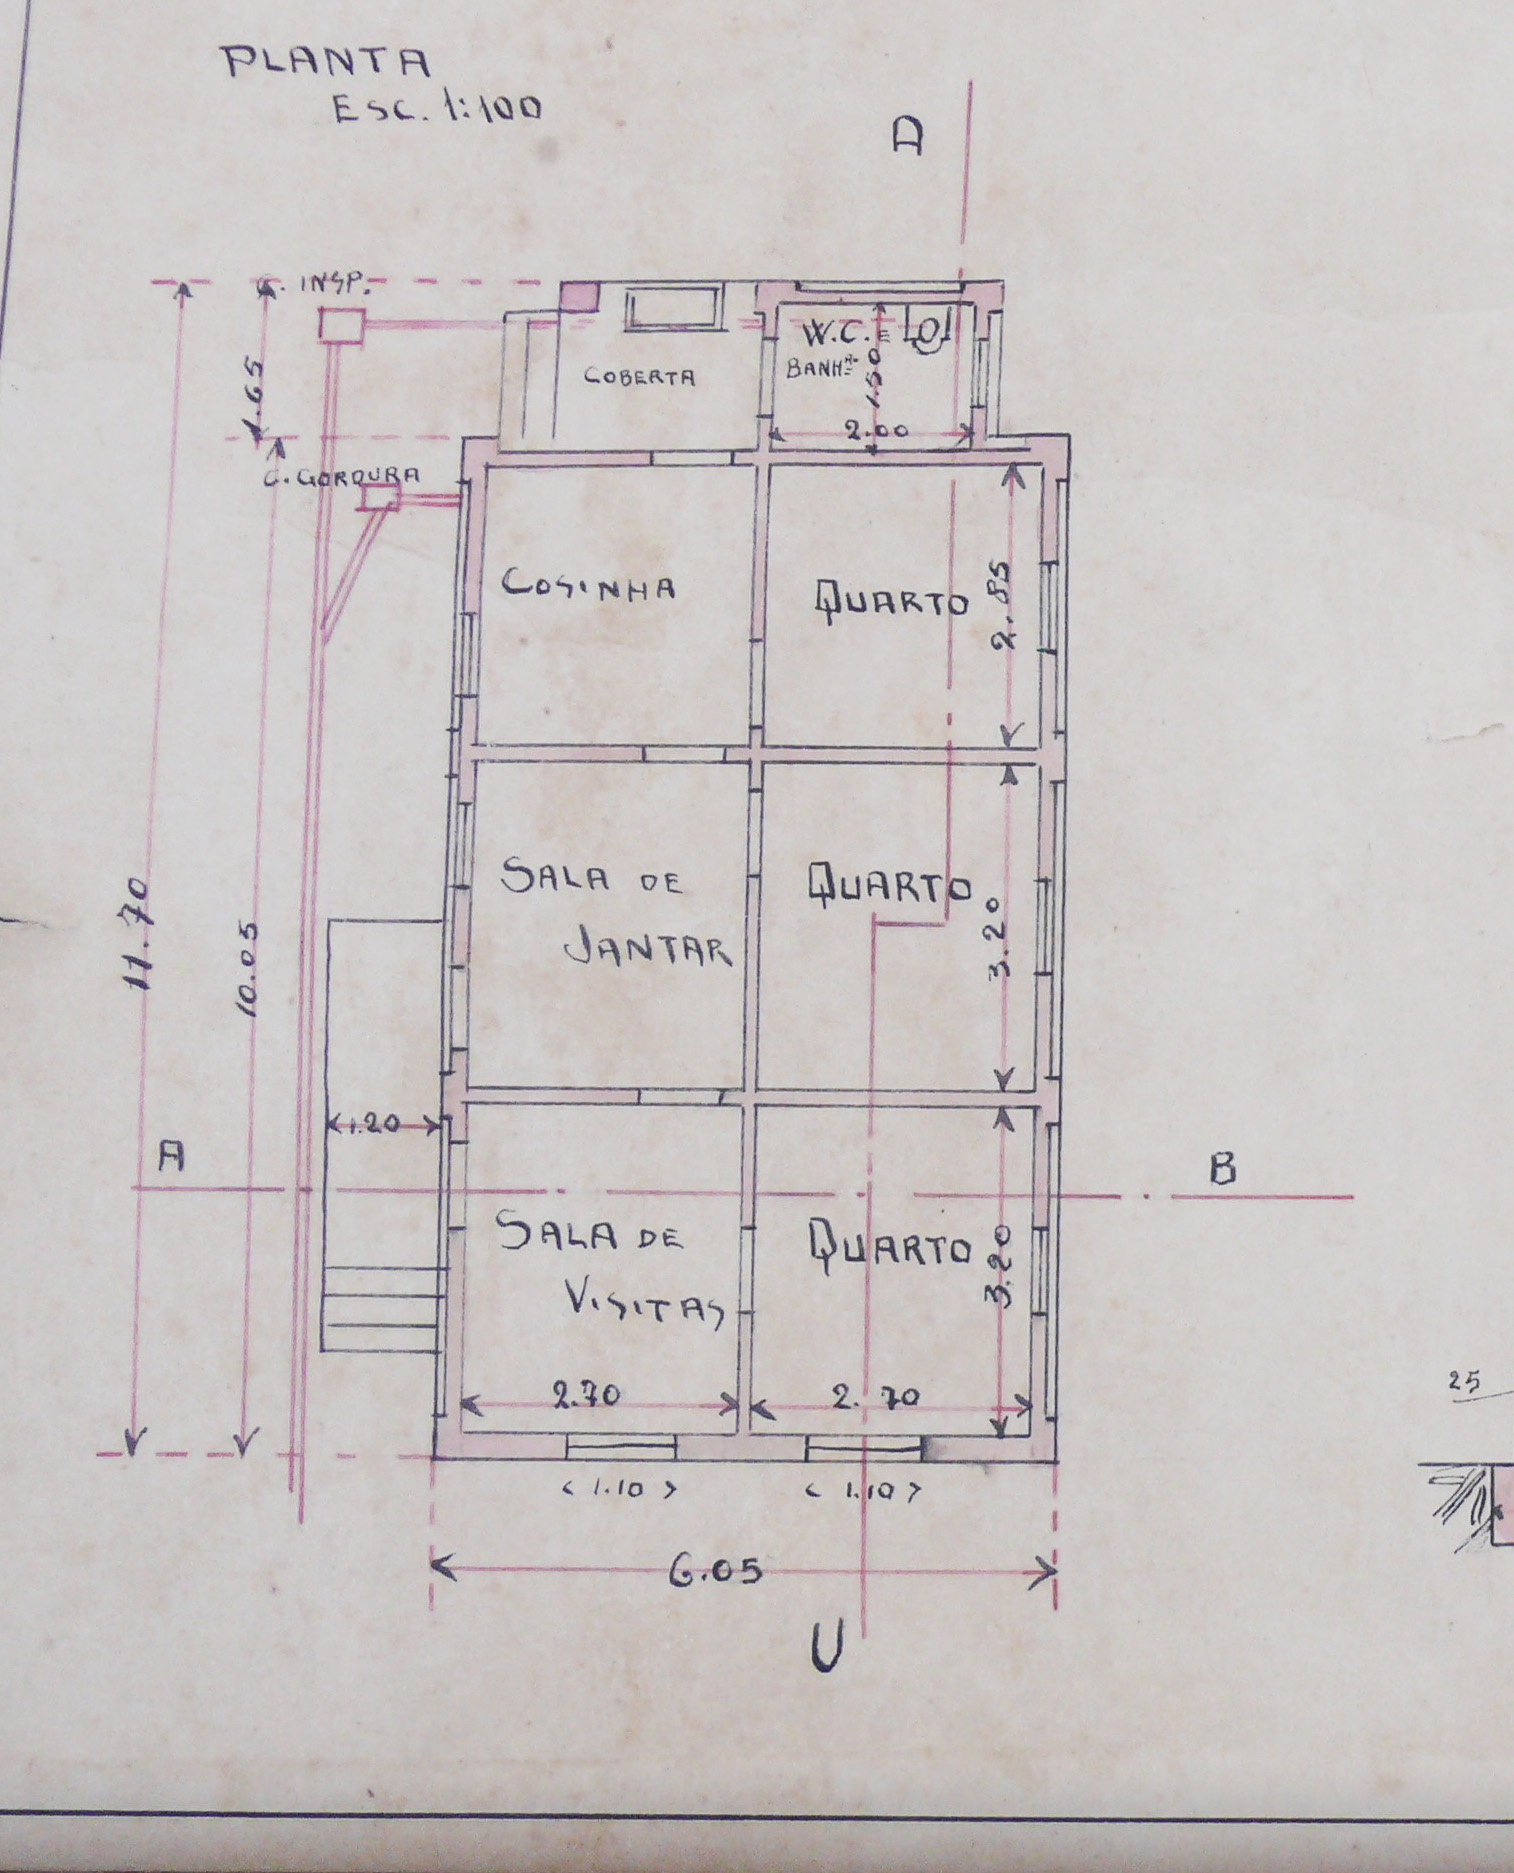 PLANTA
ESC. 1:100
A
C. INSP.
W.C. E
BANHº
1.50
COBERTA
1.65
2.00
C. GORDURA
COSINHA
QUARTO
2.85
SALA DE
JANTAR
QUARTO
3.20
11.70
10.05
1.20
A
B
SALA DE
VISITAS
QUARTO
3.20
2.70
2.70
25
< 1.10 >
< 1.10 >
6.05
U